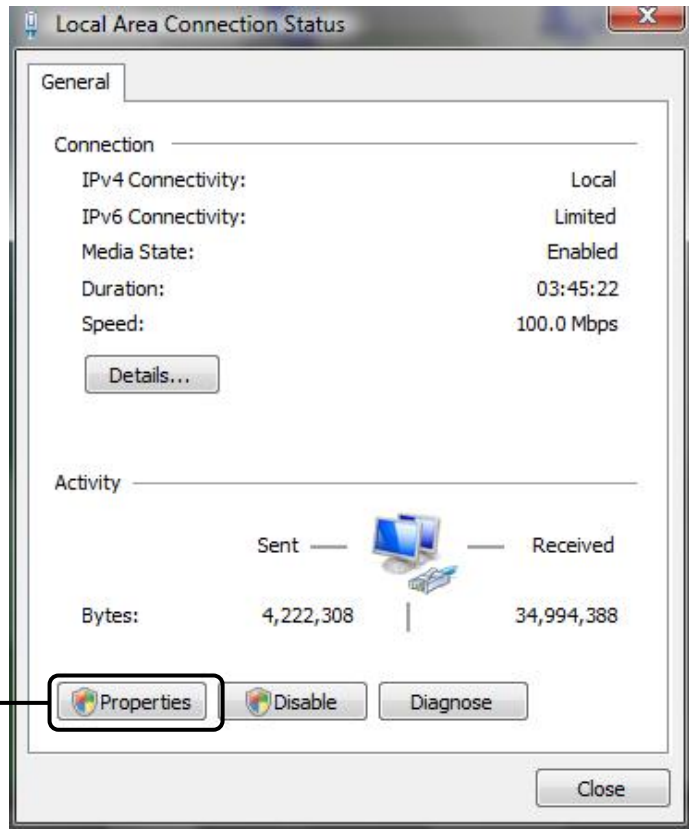 Local Area Connection Status
General
Connection
IPv4 Connectivity: Local
IPv6 Connectivity: Limited
Media State: Enabled
Duration: 03:45:22
Speed: 100.0 Mbps
Details...
Activity
Sent Received
Bytes: 4,222,308 34,994,388
Properties Disable Diagnose
Close